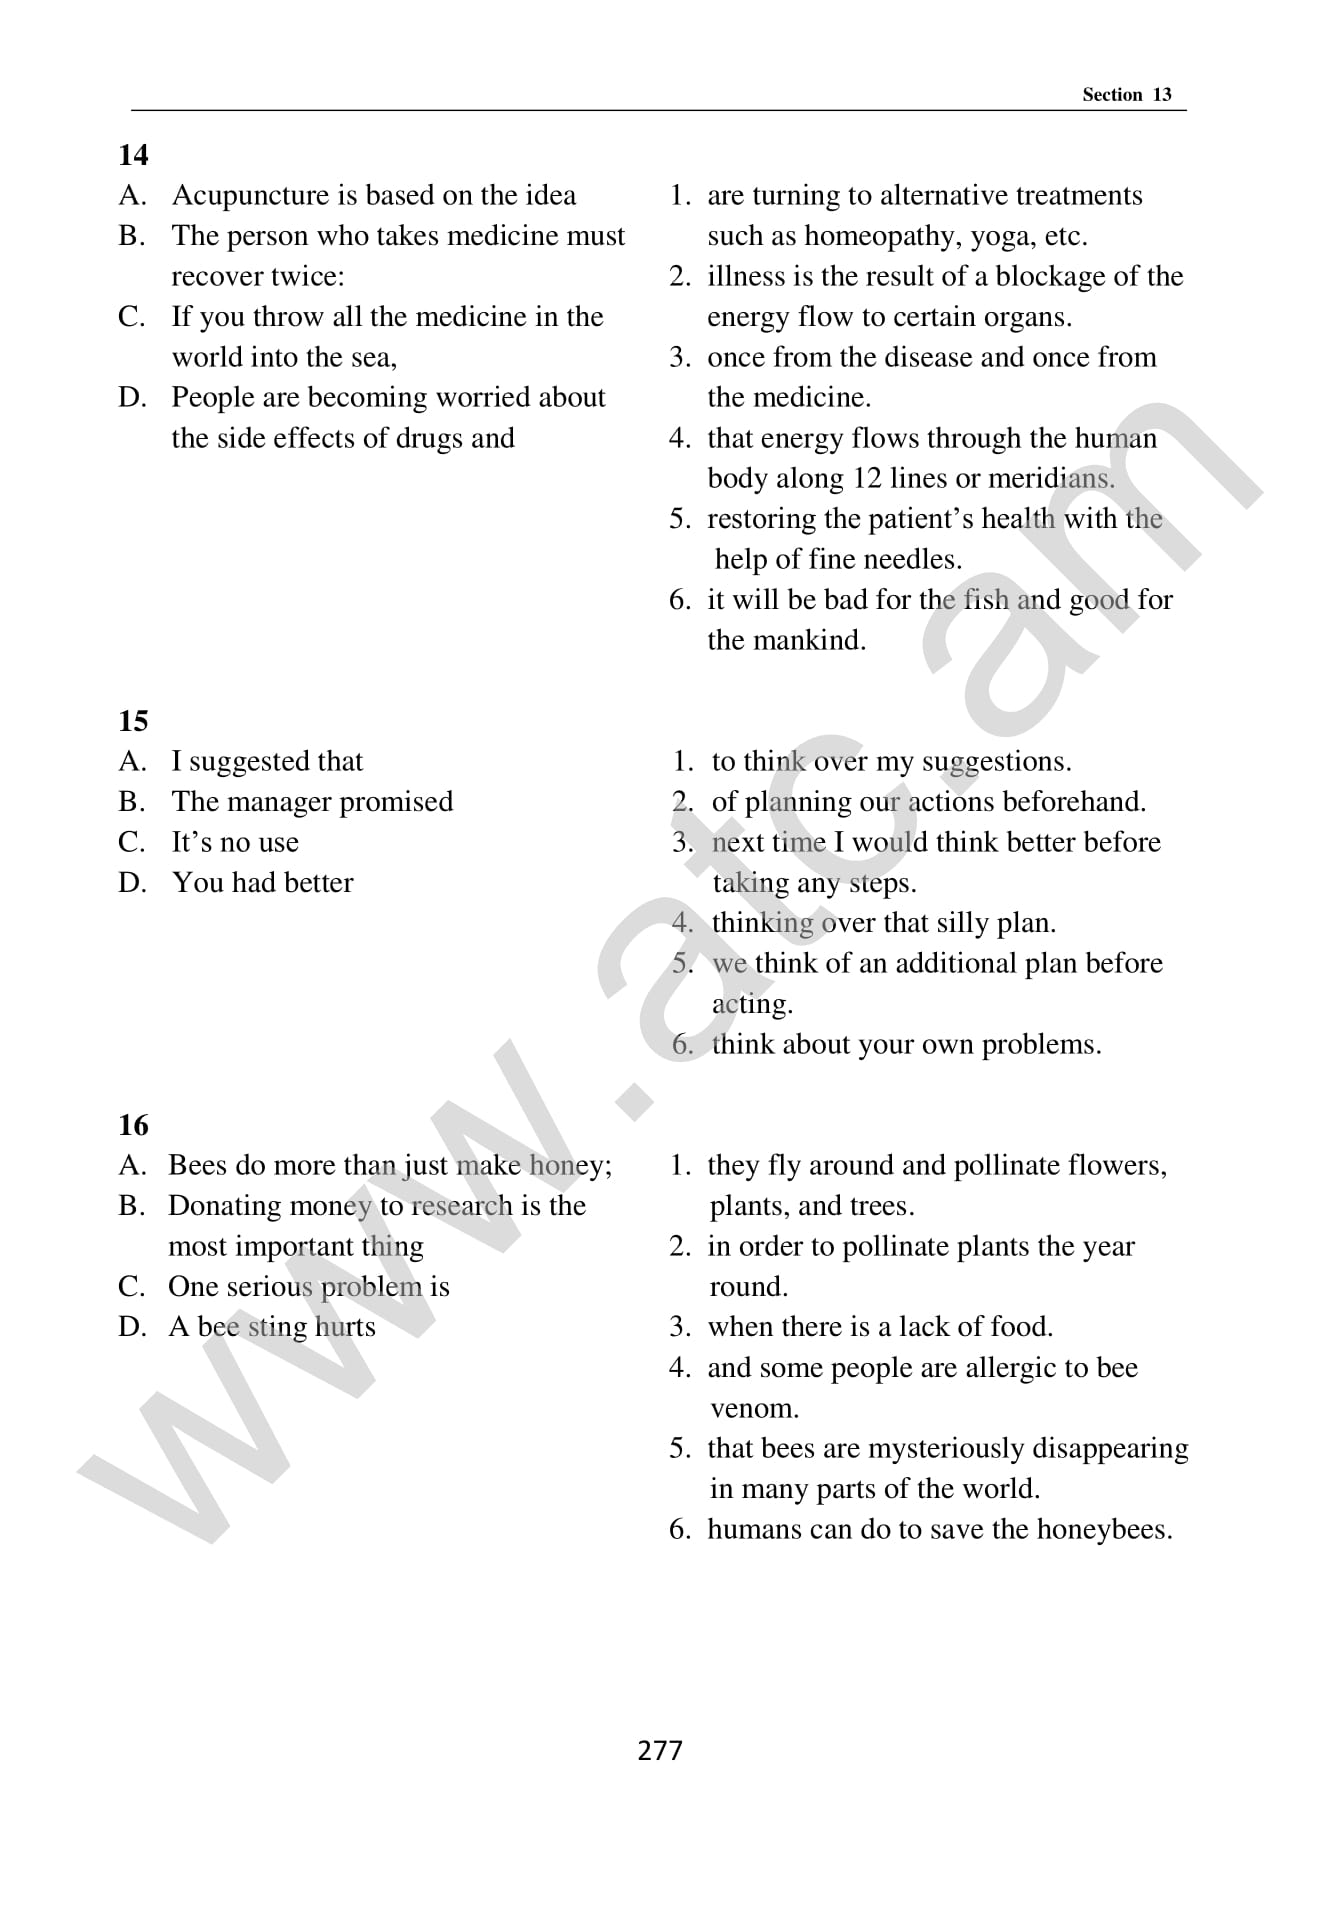 Section 13
14
A. Acupuncture is based on the idea
B. The person who takes medicine must
recover twice:
C. If you throw all the medicine in the
world into the sea,
D. People are becoming worried about
the side effects of drugs and
1. are turning to alternative treatments
such as homeopathy, yoga, etc.
2. illness is the result of a blockage of the
energy flow to certain organs.
3. once from the disease and once from
the medicine.
4. that energy flows through the human
body along 12 lines or meridians.
5. restoring the patient’s health with the
help of fine needles.
6. it will be bad for the fish and good for
the mankind.
15
A. I suggested that
B. The manager promised
C. It’s no use
D. You had better
1. to think over my suggestions.
2. of planning our actions beforehand.
3. next time I would think better before
taking any steps.
4. thinking over that silly plan.
5. we think of an additional plan before
acting.
6. think about your own problems.
16
A. Bees do more than just make honey;
B. Donating money to research is the
most important thing
C. One serious problem is
D. A bee sting hurts
1. they fly around and pollinate flowers,
plants, and trees.
2. in order to pollinate plants the year
round.
3. when there is a lack of food.
4. and some people are allergic to bee
venom.
5. that bees are mysteriously disappearing
in many parts of the world.
6. humans can do to save the honeybees.
277
www.atc.am